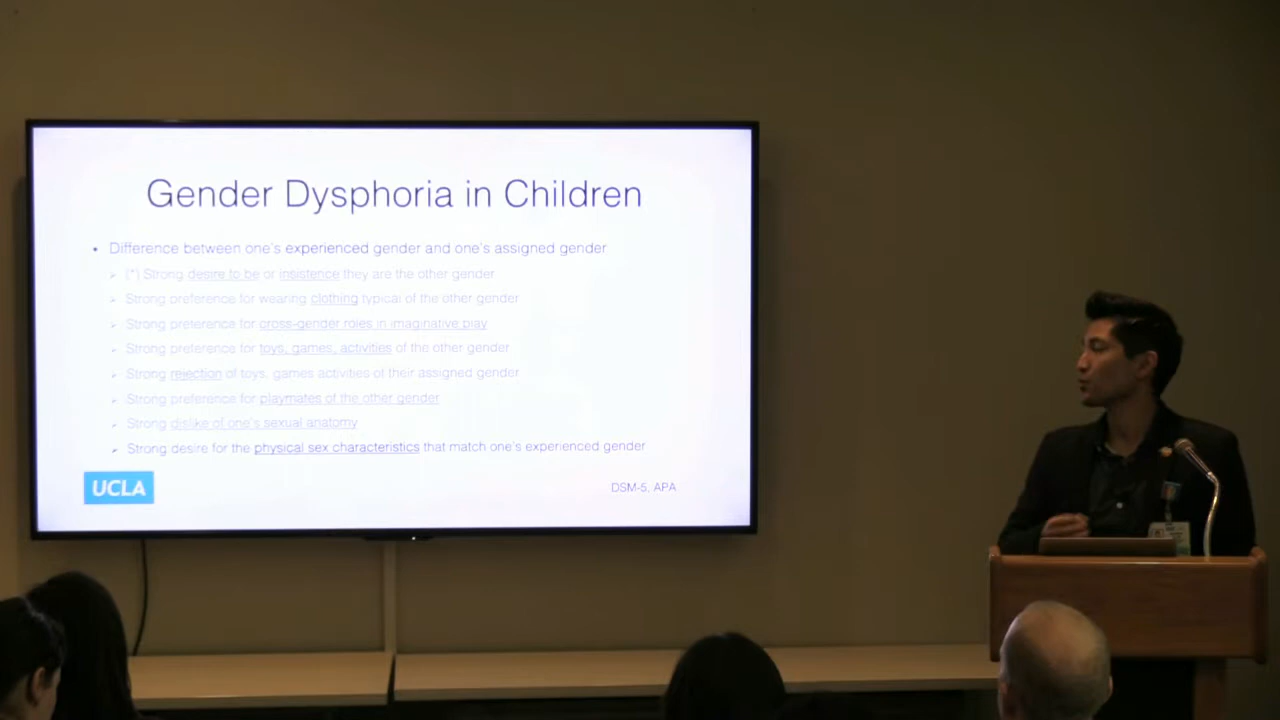 Gender Dysphoria in Children
• Difference between one's experienced gender and one's assigned gender
➢ (*) Strong desire to be or insistence they are the other gender
➢ Strong preference for wearing clothing typical of the other gender
➢ Strong preference for cross-gender roles in imaginative play
➢ Strong preference for toys, games, activities of the other gender
➢ Strong rejection of toys, games activities of their assigned gender
➢ Strong preference for playmates of the other gender
➢ Strong dislike of one's sexual anatomy
➢ Strong desire for the physical sex characteristics that match one's experienced gender
UCLA
DSM-5, APA